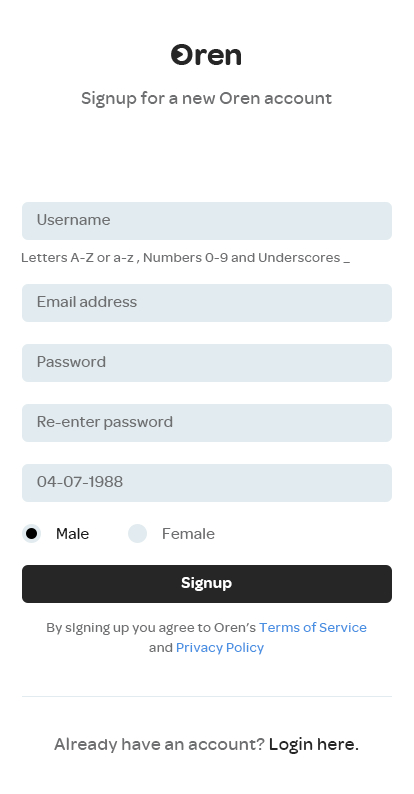 Oren
Signup for a new Oren account
Username
Letters A-Z or a-z , Numbers 0-9 and Underscores _
Email address
Password
Re-enter password
04-07-1988
Male Female
Signup
By signing up you agree to Oren’s Terms of Service
and Privacy Policy
Already have an account? Login here.